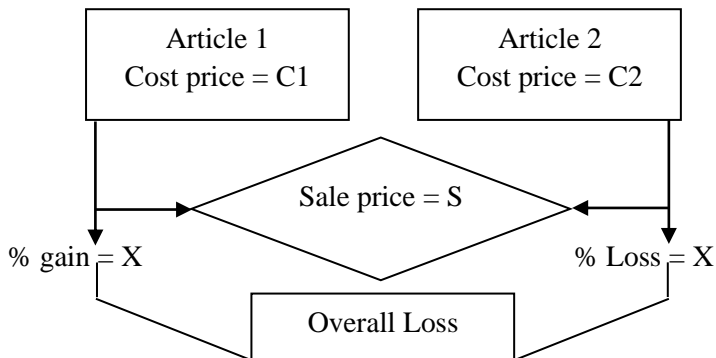 Article 1
Cost price = C1
Article 2
Cost price = C2
Sale price = S
% gain = X
% Loss = X
Overall Loss